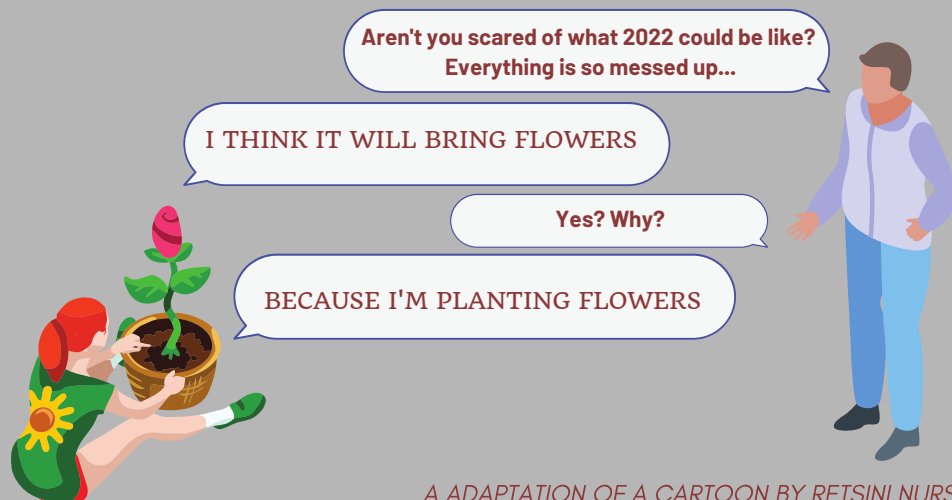 Aren't you scared of what 2022 could be like?
Everything is so messed up...
I THINK IT WILL BRING FLOWERS
Yes? Why?
BECAUSE I'M PLANTING FLOWERS
A ADAPTATION OF A CARTOON BY RETSINI